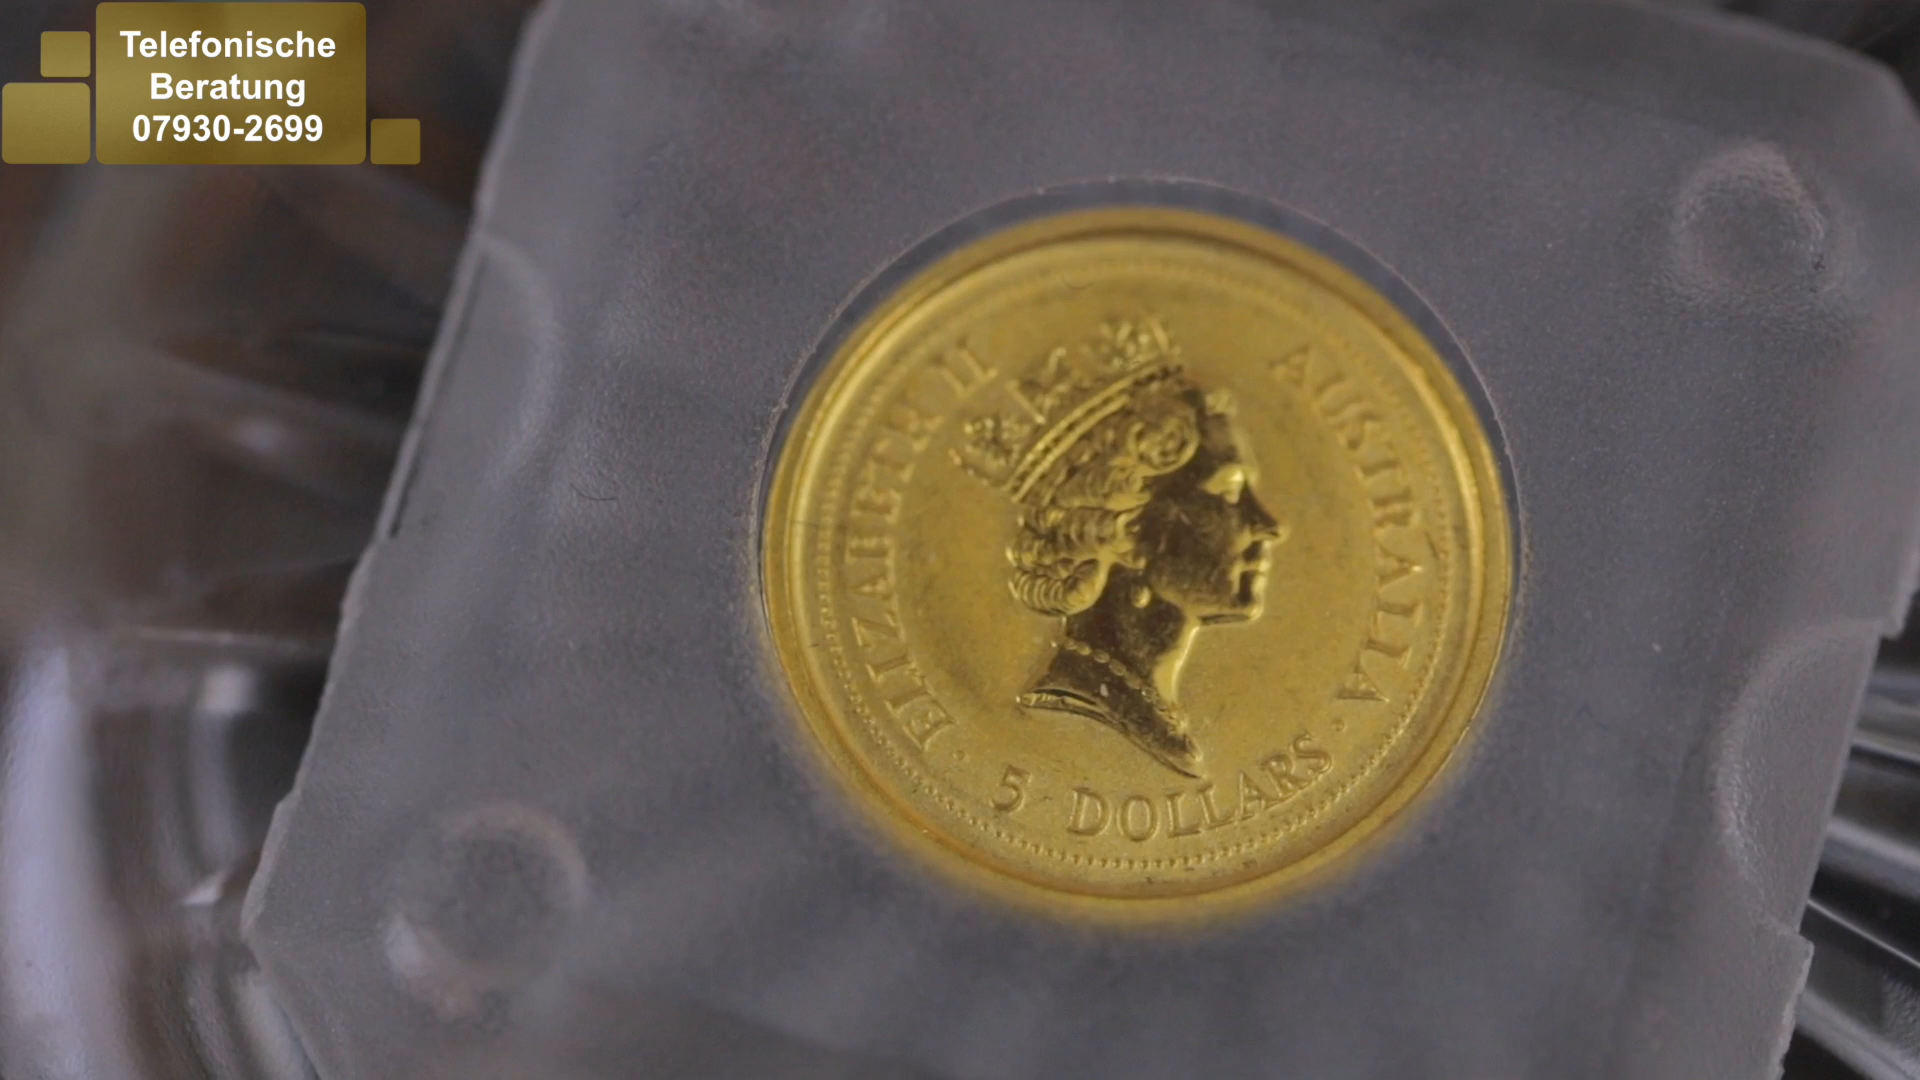 Telefonische
Beratung
07930-2699
ELIZABETH II
AUSTRALIA
5 DOLLARS